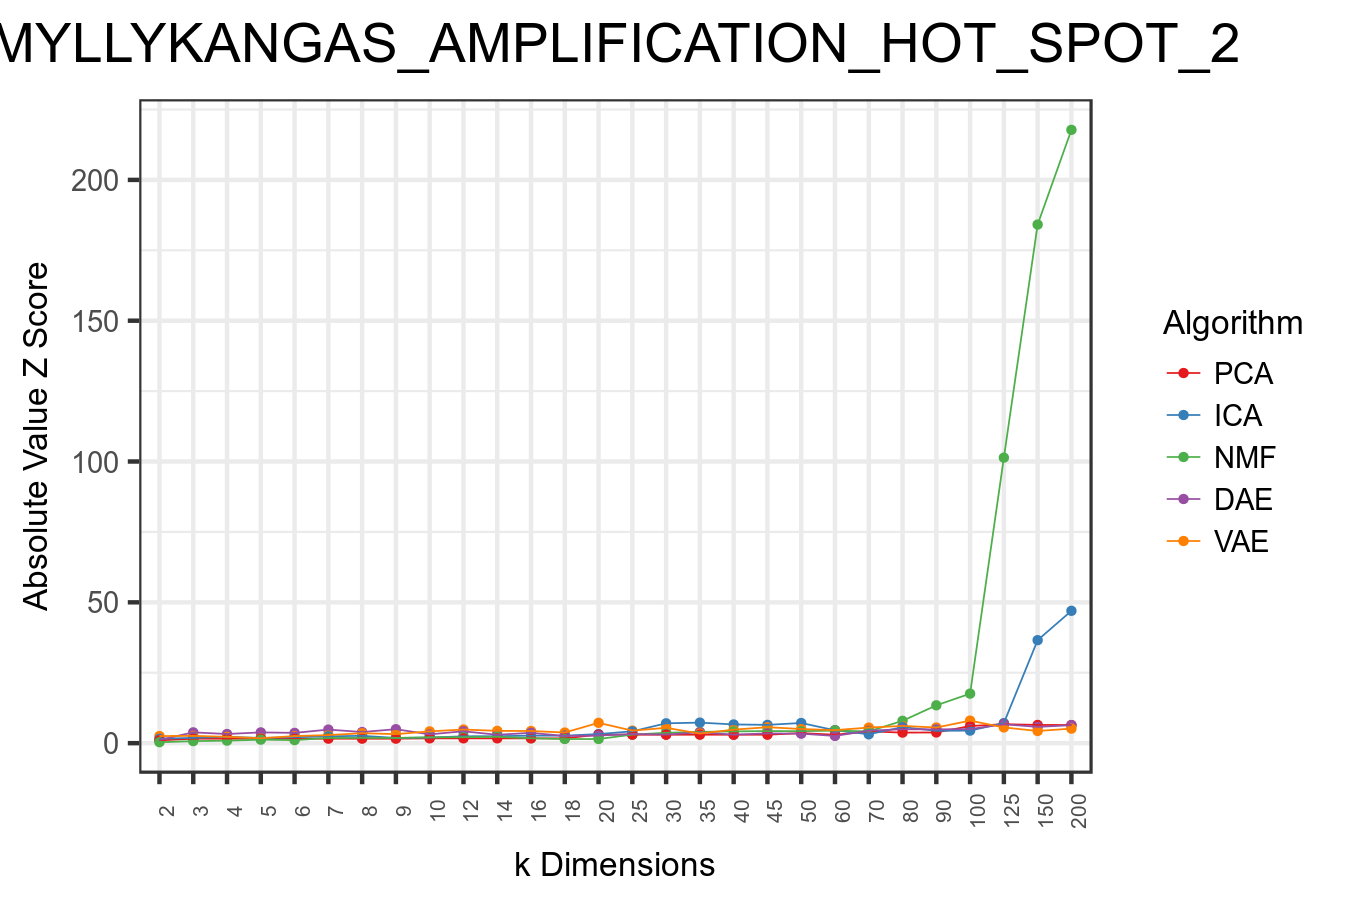 MYLLYKANGAS_AMPLIFICATION_HOT_SPOT_2
Absolute Value Z Score
200
150
100
50
0
2 3 4 5 6 7 8 9 10 12 14 16 18 20 25 30 35 40 45 50 60 70 80 90 100 125 150 200
k Dimensions
Algorithm
PCA
ICA
NMF
DAE
VAE